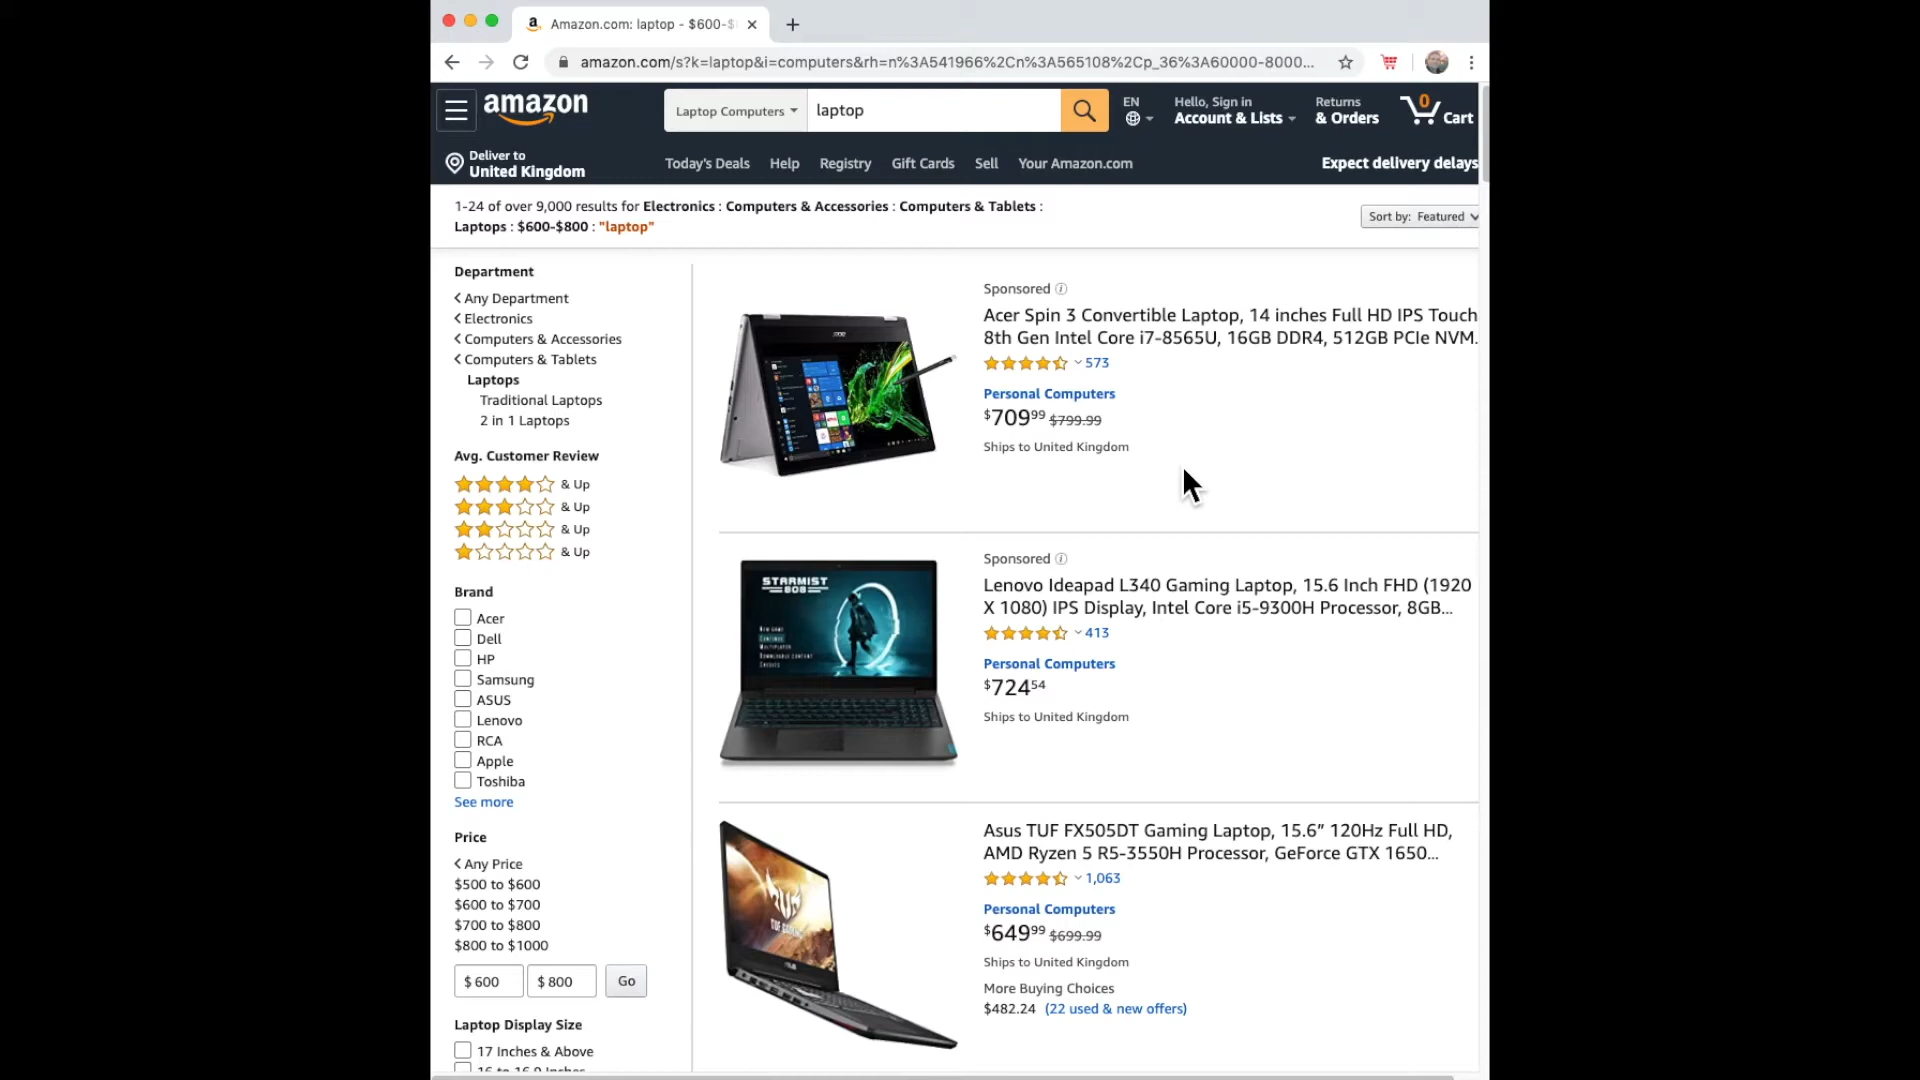 Amazon.com: laptop - $600-$
amazon.com/s?k=laptop&i=computers&rh=n%3A541966%2Cn%3A565108%2Cp_36%3A60000-8000...
amazon
Laptop Computers
laptop
EN
Hello, Sign in
Account & Lists
Returns
& Orders
0
Cart
Deliver to
United Kingdom
Today's Deals
Help
Registry
Gift Cards
Sell
Your Amazon.com
Expect delivery delays
1-24 of over 9,000 results for Electronics : Computers & Accessories : Computers & Tablets :
Laptops : $600-$800 : "laptop"
Sort by: Featured
Department
Any Department
Electronics
Computers & Accessories
Computers & Tablets
Laptops
Traditional Laptops
2 in 1 Laptops
Avg. Customer Review
& Up
& Up
& Up
& Up
Brand
Acer
Dell
HP
Samsung
ASUS
Lenovo
RCA
Apple
Toshiba
See more
Price
Any Price
$500 to $600
$600 to $700
$700 to $800
$800 to $1000
$ 600
$ 800
Go
Laptop Display Size
17 Inches & Above
16 to 16.9 Inches
Sponsored
Acer Spin 3 Convertible Laptop, 14 inches Full HD IPS Touch
8th Gen Intel Core i7-8565U, 16GB DDR4, 512GB PCIe NVM.
573
Personal Computers
$709.99 $799.99
Ships to United Kingdom
STARMIST
808
Sponsored
Lenovo Ideapad L340 Gaming Laptop, 15.6 Inch FHD (1920
X 1080) IPS Display, Intel Core i5-9300H Processor, 8GB...
413
Personal Computers
$724.54
Ships to United Kingdom
TUF GAMING
Asus TUF FX505DT Gaming Laptop, 15.6” 120Hz Full HD,
AMD Ryzen 5 R5-3550H Processor, GeForce GTX 1650...
1,063
Personal Computers
$649.99 $699.99
Ships to United Kingdom
More Buying Choices
$482.24 (22 used & new offers)